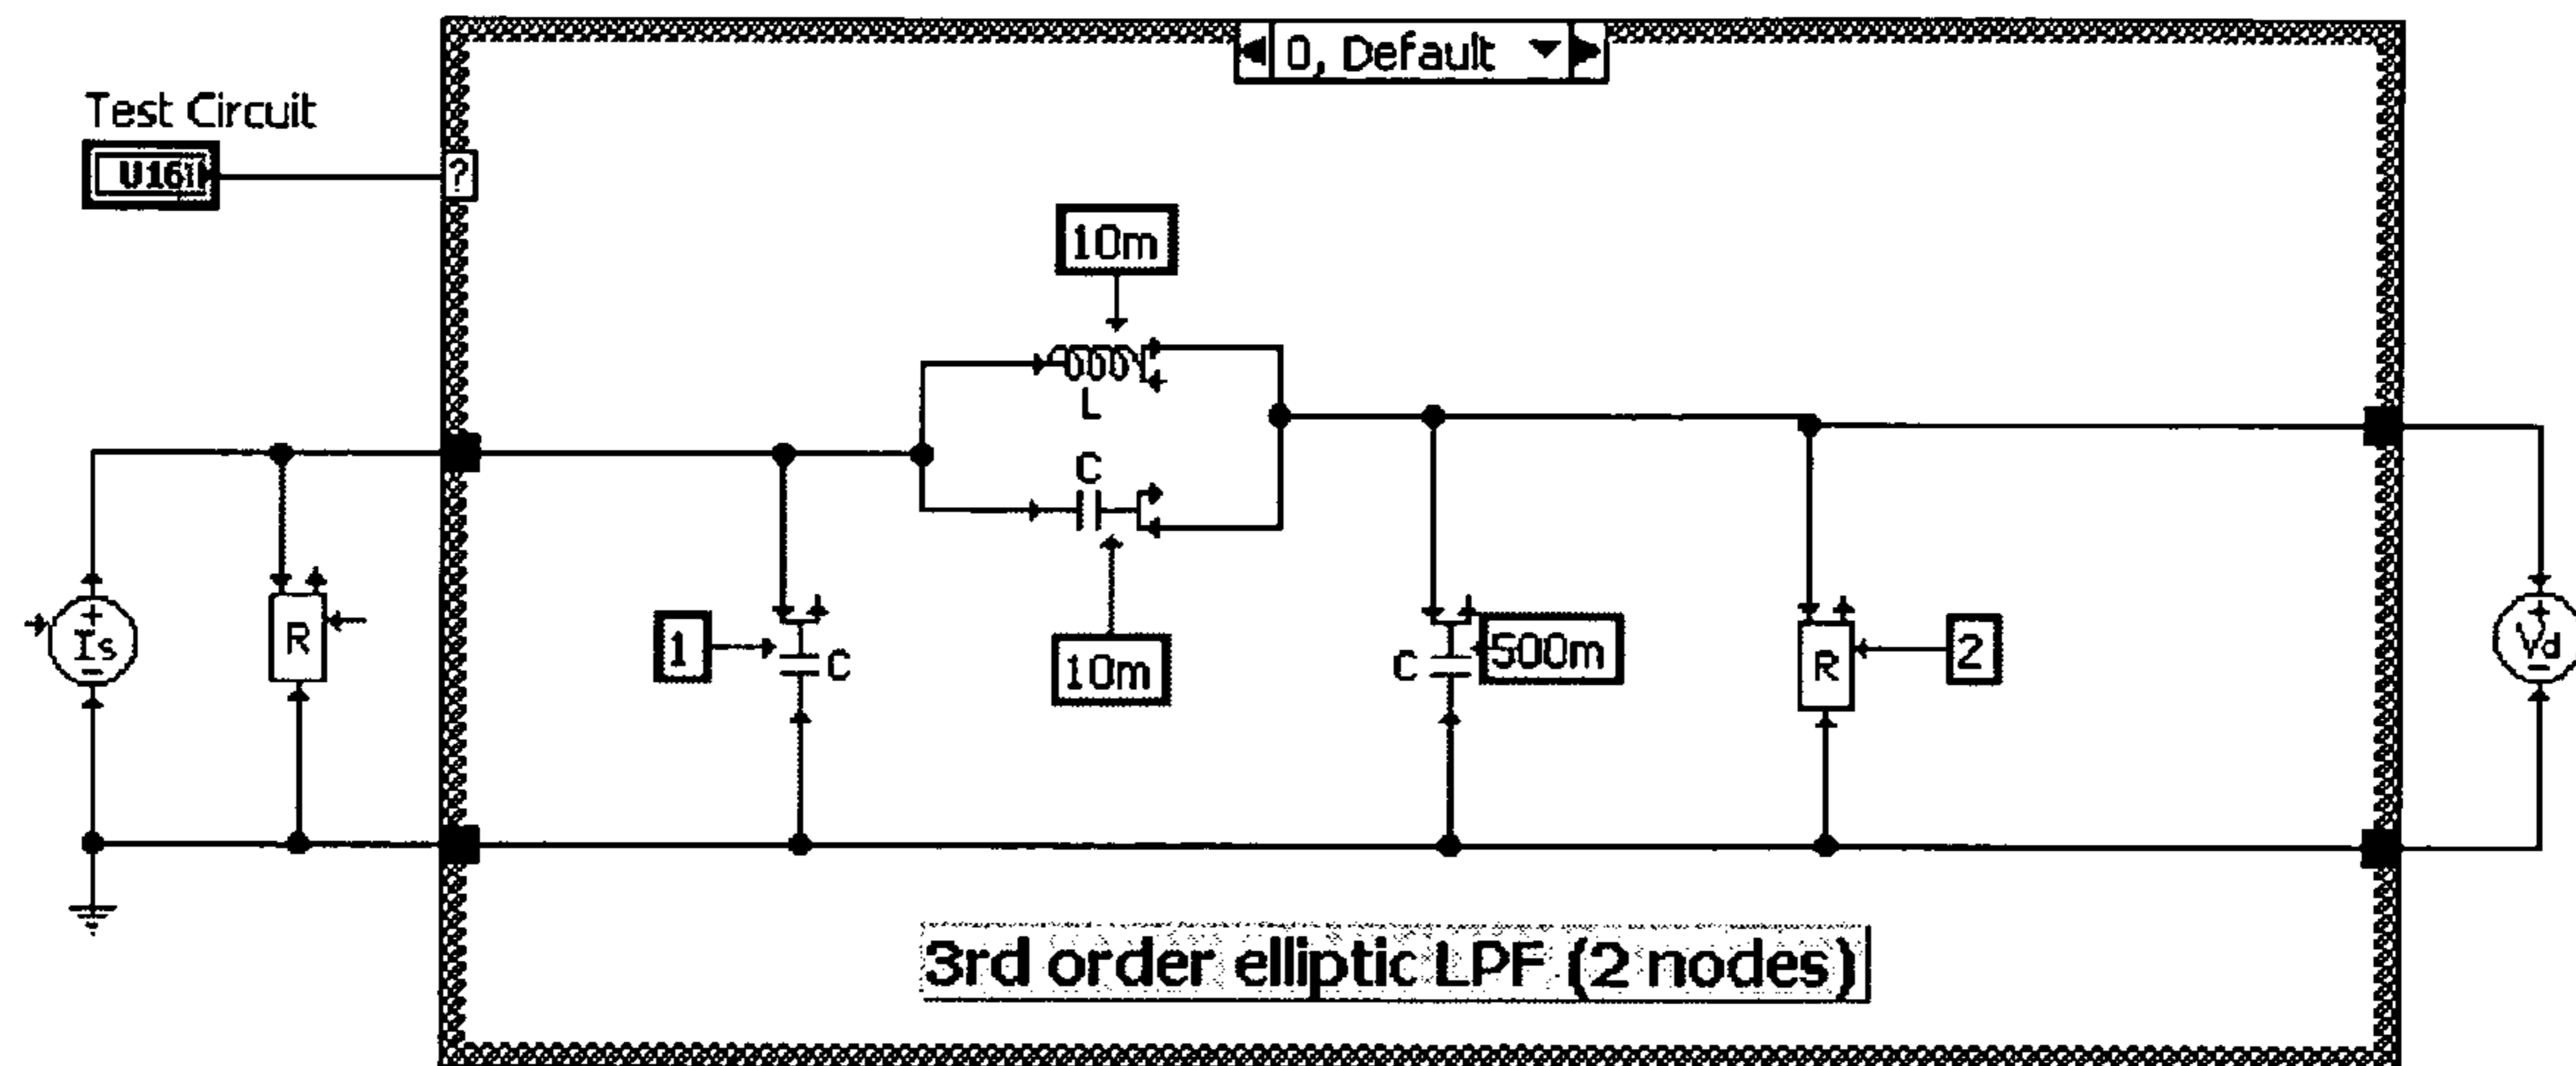 0, Default
Test Circuit
U16
?
10m
L
C
Is
R
1
C
10m
C
500m
R
2
Vd
3rd order elliptic LPF (2 nodes)